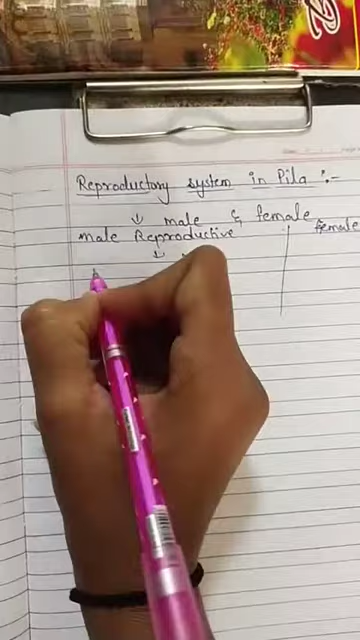 Reproductory system in Pila :-
↓ male & female
male Reproductive female